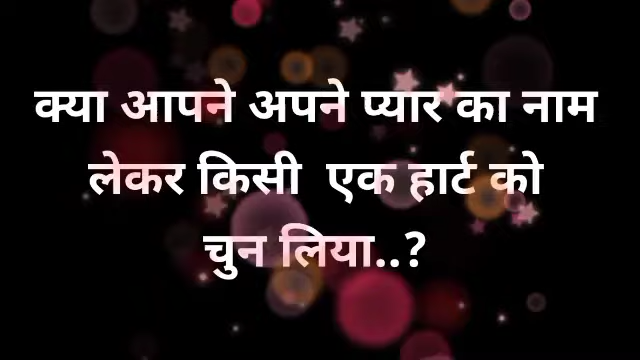 क्या आपने अपने प्यार का नाम
लेकर किसी एक हार्ट को
चुन लिया..?